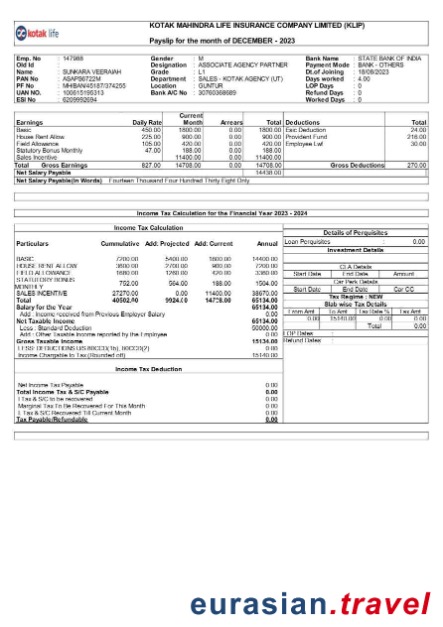 kotak life
KOTAK MAHINDRA LIFE INSURANCE COMPANY LIMITED (KLIP)
Payslip for the month of DECEMBER - 2023
Emp. No : 147988 Gender : M Bank Name : STATE BANK OF INDIA
Old Id : Designation : ASSOCIATE AGENCY PARTNER Payment Mode : BANK - OTHERS
Name : SUNKARA VEERAIAH Grade : L1 Dt.of Joining : 18/08/2023
PAN No : Department : SALES - KOTAK AGENCY (UT) Days worked : 4.00
PF No : MH/BAN/45187/374255 Location : GUNTUR LOP Days : 0
UAN NO. : Bank A/C No : 30760368689 Refund Days : 0
ESI No : Worked Days : 0
Earnings Daily Rate Current Month Arrears Total Deductions Total
Basic 450.00 1800.00 0.00 1800.00 Esic Deduction 24.00
House Rent Allow 225.00 900.00 0.00 900.00 Provident Fund 216.00
Field Allowance 105.00 420.00 0.00 420.00 Employee Lwf 30.00
Statutory Bonus Monthly 47.00 188.00 0.00 188.00
Sales Incentive 11400.00 0.00 11400.00
Total Gross Earnings 827.00 14708.00 0.00 14708.00 Gross Deductions 270.00
Net Salary Payable 14438.00
Net Salary Payable(In Words) Fourteen Thousand Four Hundred Thirty Eight Only
Income Tax Calculation for the Financial Year 2023 - 2024
Income Tax Calculation
Particulars Cummulative Add: Projected Add: Current Annual
BASIC 7200.00 5400.00 1800.00 14400.00
HOUSE RENT ALLOW 3600.00 2700.00 900.00 7200.00
FIELD ALLOWANCE 1680.00 1260.00 420.00 3360.00
STATUTORY BONUS MONTHLY 752.00 564.00 188.00 1504.00
SALES INCENTIVE 27270.00 0.00 11400.00 38670.00
Total 40502.00 9924.00 14708.00 65134.00
Salary for the Year 65134.00
Add : Income received from Previous Employer Salary 0.00
Net Taxable Income 65134.00
Less : Standard Deduction 50000.00
Add : Other Taxable Income reported by the Employee 0.00
Gross Taxable Income 15134.00
LESS: DEDUCTIONS U/S 80CCD(1b), 80CCD(2) 0.00
Income Chargable to Tax (Rounded off) 15140.00
Income Tax Deduction
Net Income Tax Payable 0.00
Total Income Tax & S/C Payable 0.00
I.Tax & S/C to be recovered 0.00
Marginal Tax To Be Recovered For This Month 0.00
I. Tax & S/C Recovered Till Current Month 0.00
Tax Payable/Refundable 0.00
Details of Perquisites
Loan Perquisites : 0.00
Investment Details
CLA Details
Start Date End Date Amount
Car Perk Details
Start Date End Date Car CC
Tax Regime : NEW
Slab wise Tax Details
From Amt To Amt Tax Rate % Tax Amt
0.00 15140.00 0.00 0.00
Total 0.00
LOP Dates :
Refund Dates :
eurasian.travel